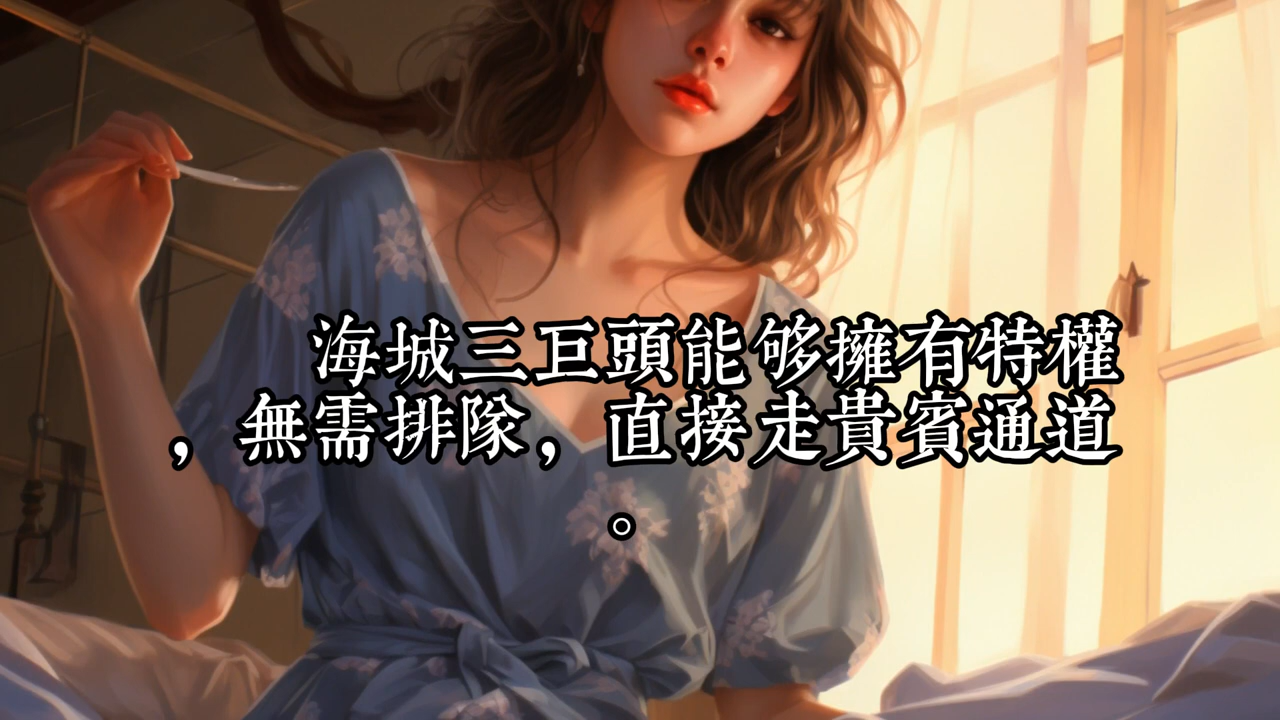 海城三巨頭能够擁有特權
，無需排隊，直接走貴賓通道
。